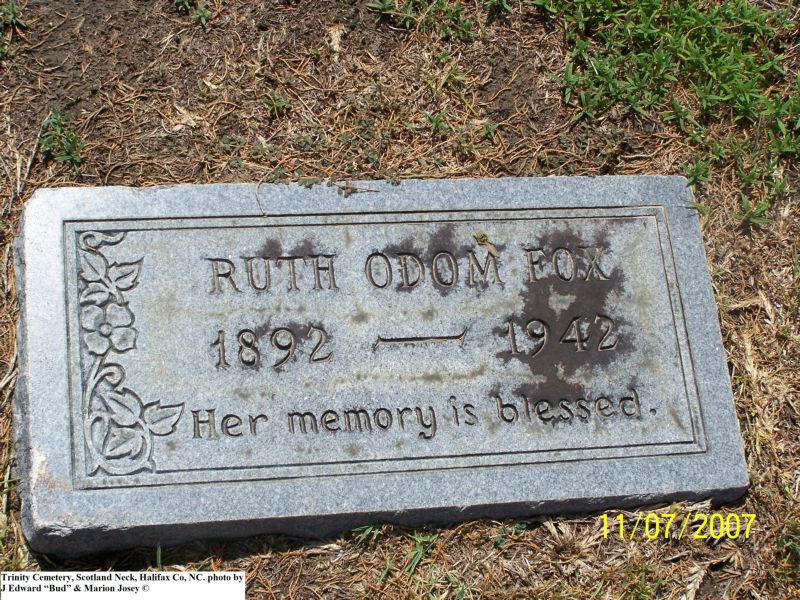 RUTH ODOM FOX
1892 — 1942
Her memory is blessed.
11/07/2007
Trinity Cemetery, Scotland Neck, Halifax Co, NC. photo by
J Edward “Bud” & Marion Josey ©